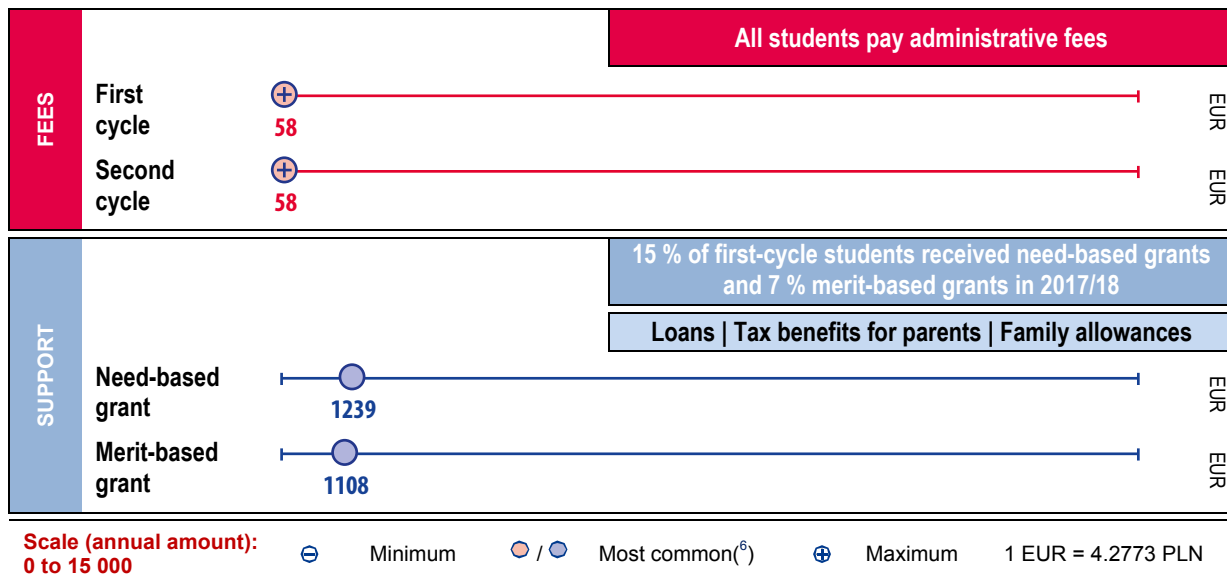 All students pay administrative fees
FEES
First
cycle
58
EUR
Second
cycle
58
EUR
15 % of first-cycle students received need-based grants
and 7 % merit-based grants in 2017/18
Loans | Tax benefits for parents | Family allowances
SUPPORT
Need-based
grant
1239
EUR
Merit-based
grant
1108
EUR
Scale (annual amount):
0 to 15 000
Minimum / Most common(⁶) Maximum 1 EUR = 4.2773 PLN